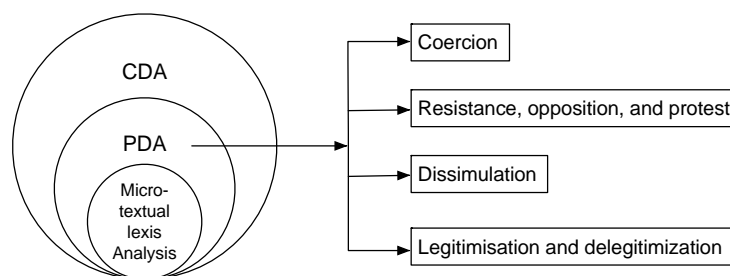 CDA
PDA
Micro-
textual
lexis
Analysis
Coercion
Resistance, opposition, and protest
Dissimulation
Legitimisation and delegitimization